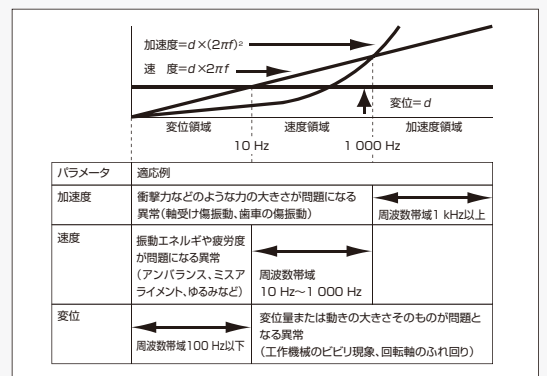 加速度=d×(2πf)²
速　度=d×2πf
変位=d
変位領域
速度領域
加速度領域
10 Hz
1 000 Hz
パラメータ
適応例
加速度
衝撃力などのような力の大きさが問題になる
異常(軸受け傷振動、歯車の傷振動)
周波数帯域1 kHz以上
速度
振動エネルギや疲労度
が問題になる異常
(アンバランス、ミスア
ライメント、ゆるみなど)
周波数帯域
10 Hz～1 000 Hz
変位
周波数帯域100 Hz以下
変位量または動きの大きさそのものが問題と
なる異常
(工作機械のビビリ現象、回転軸のふれ回り)